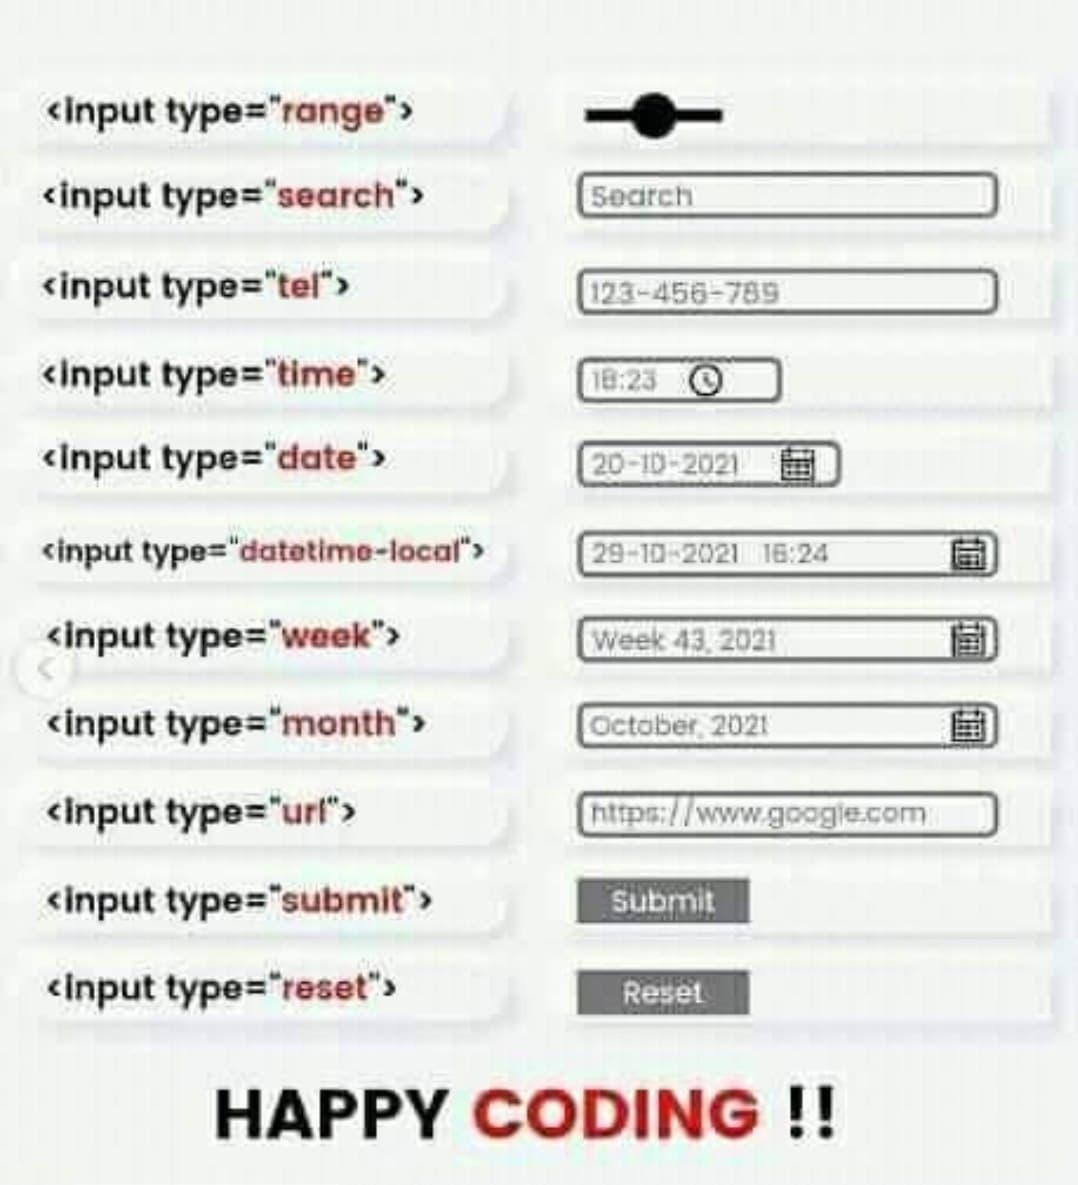 <input type="range">
<input type="search"> Search
<input type="tel"> 123-456-789
<input type="time"> 18:23
<input type="date"> 20-10-2021
<input type="datetime-local"> 29-10-2021 16:24
<input type="week"> Week 43, 2021
<input type="month"> October, 2021
<input type="url"> https://www.google.com
<input type="submit"> Submit
<input type="reset"> Reset
HAPPY CODING !!